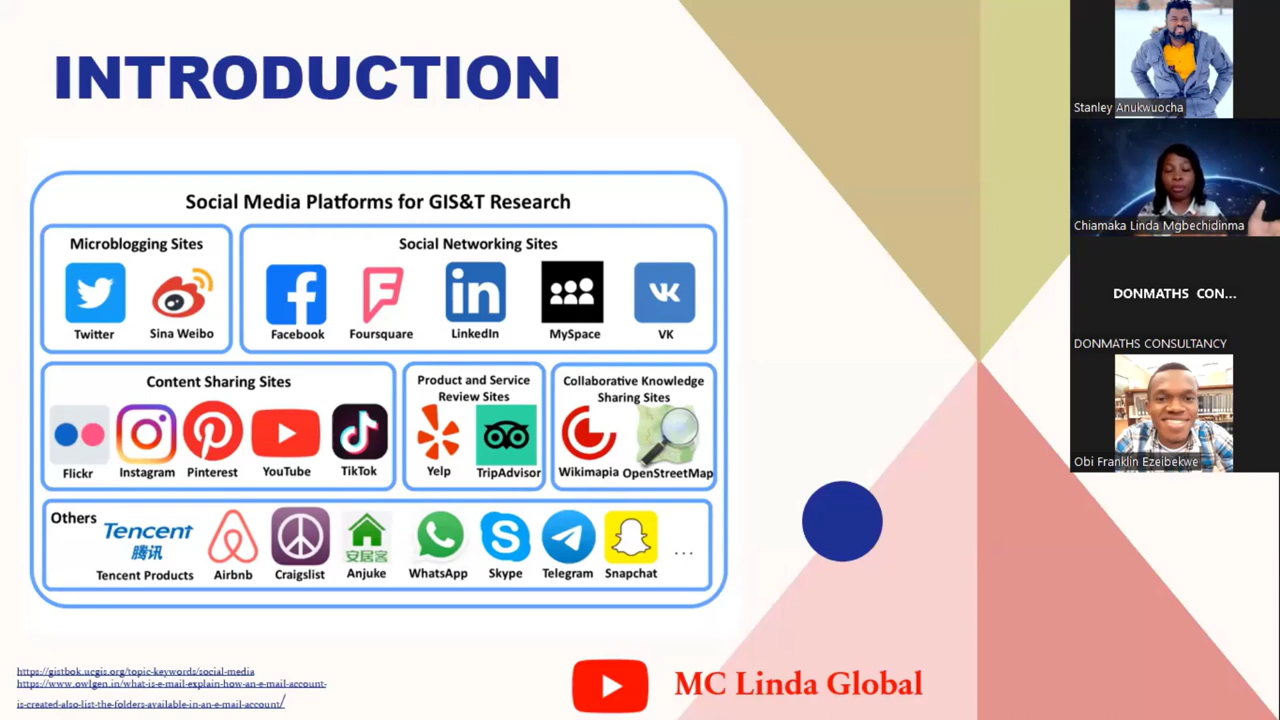 INTRODUCTION
Social Media Platforms for GIS&T Research
Microblogging Sites
Twitter
Sina Weibo
Social Networking Sites
Facebook
Foursquare
LinkedIn
MySpace
VK
Content Sharing Sites
Flickr
Instagram
Pinterest
YouTube
TikTok
Product and Service
Review Sites
Yelp
TripAdvisor
Collaborative Knowledge
Sharing Sites
Wikimapia
OpenStreetMap
Others
Tencent
腾讯
Tencent Products
Airbnb
Craigslist
安居客
Anjuke
WhatsApp
Skype
Telegram
Snapchat
...
https://gistbok.ucgis.org/topic-keywords/social-media
https://www.owlgen.in/what-is-e-mail-explain-how-an-e-mail-account-
is-created-also-list-the-folders-available-in-an-e-mail-account/
MC Linda Global
Stanley Anukwuocha
Chiamaka Linda Mgbechidinma
DONMATHS CON...
DONMATHS CONSULTANCY
Obi Franklin Ezeibekwe